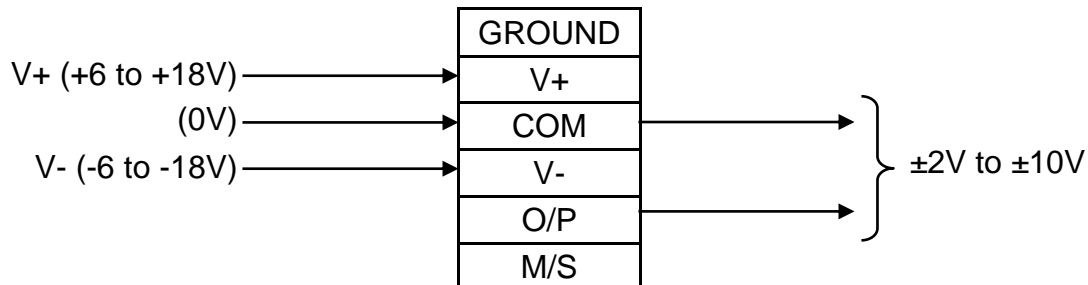 GROUND
V+ (+6 to +18V)
V+
(0V)
COM
V- (-6 to -18V)
V-
±2V to ±10V
O/P
M/S